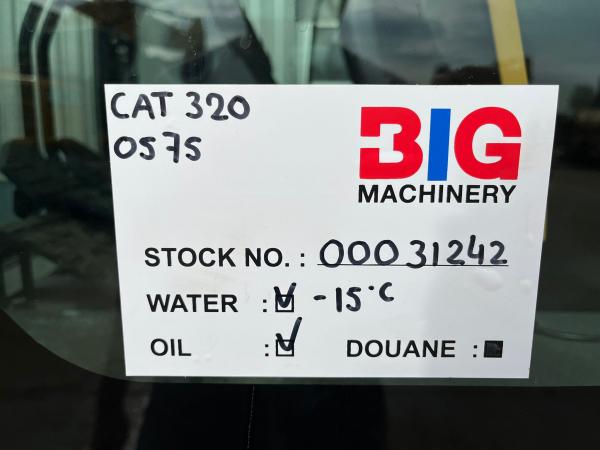 CAT 320
0575
BIG
MACHINERY
STOCK NO. : 00031242
WATER : ☑ -15°C
OIL : ☑ DOUANE : ■